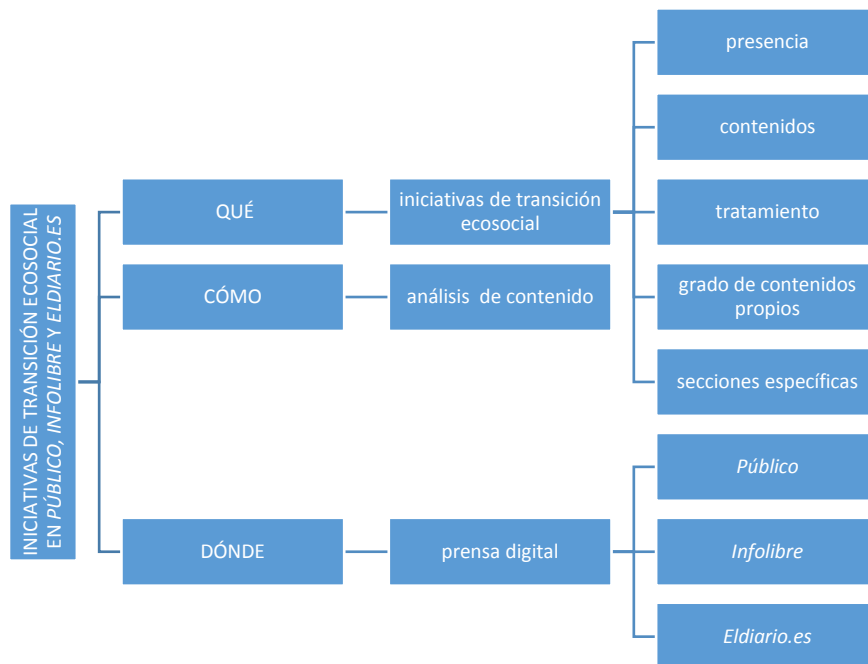 INICIATIVAS DE TRANSICIÓN ECOSOCIAL
EN PÚBLICO, INFOLIBRE Y ELDIARIO.ES
QUÉ
iniciativas de transición
ecosocial
presencia
contenidos
tratamiento
grado de contenidos
propios
secciones específicas
CÓMO
análisis de contenido
DÓNDE
prensa digital
Público
Infolibre
Eldiario.es